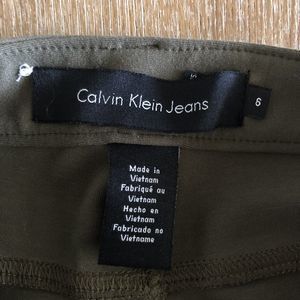 Calvin Klein Jeans
6
Made in
Vietnam
Fabriqué au
Vietnam
Hecho en
Vietnam
Fabricado no
Vietname